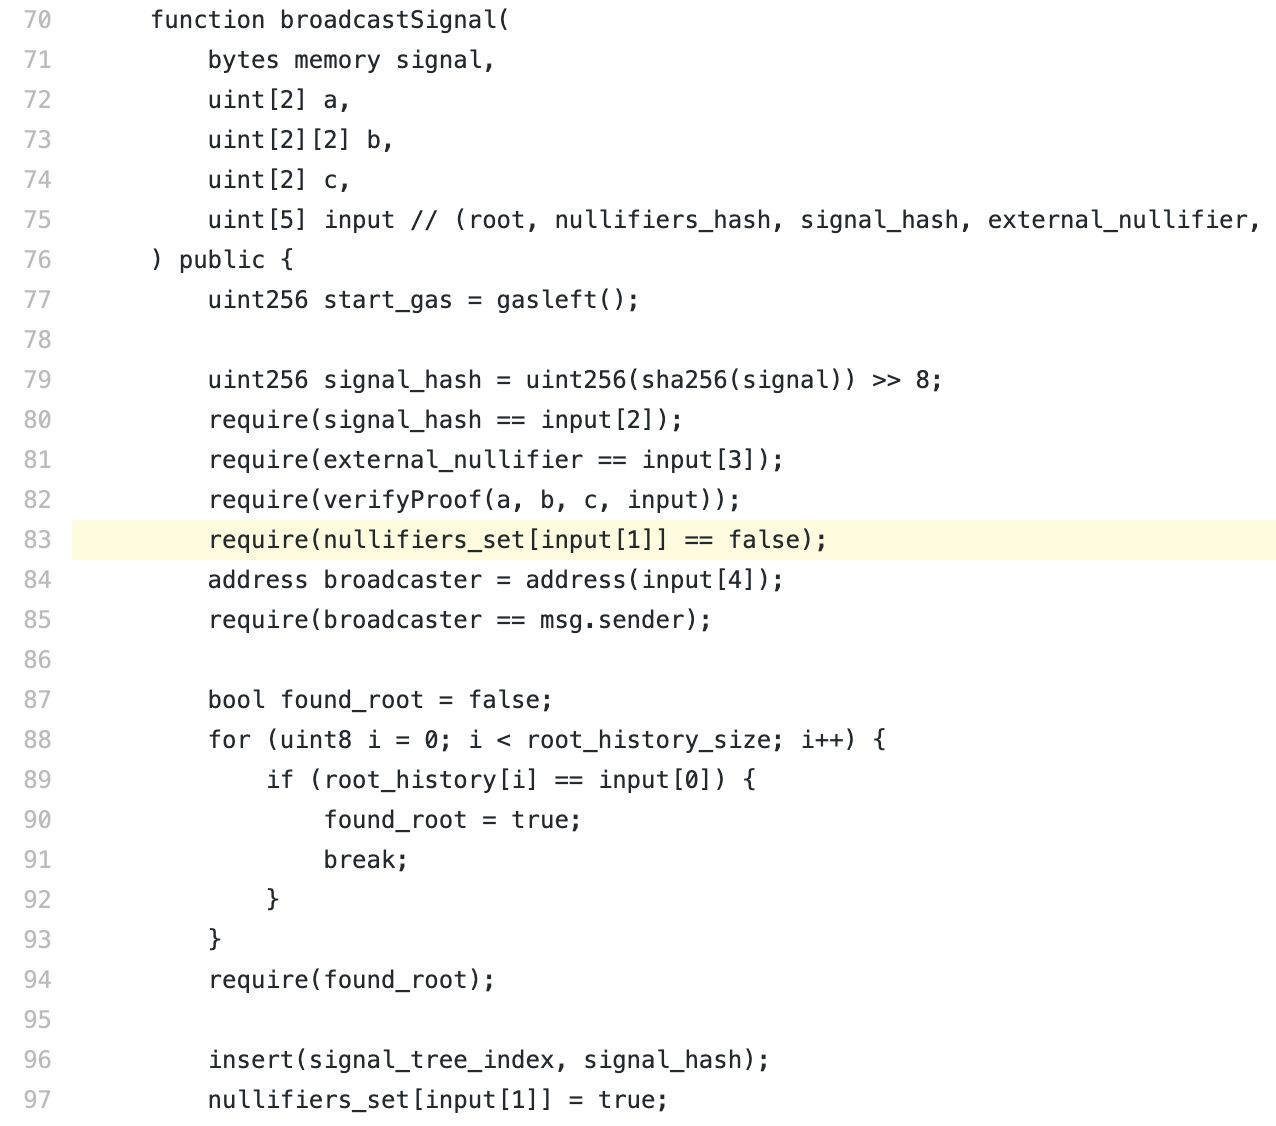 70 function broadcastSignal(
71 bytes memory signal,
72 uint[2] a,
73 uint[2][2] b,
74 uint[2] c,
75 uint[5] input // (root, nullifiers_hash, signal_hash, external_nullifier,
76 ) public {
77 uint256 start_gas = gasleft();
78
79 uint256 signal_hash = uint256(sha256(signal)) >> 8;
80 require(signal_hash == input[2]);
81 require(external_nullifier == input[3]);
82 require(verifyProof(a, b, c, input));
83 require(nullifiers_set[input[1]] == false);
84 address broadcaster = address(input[4]);
85 require(broadcaster == msg.sender);
86
87 bool found_root = false;
88 for (uint8 i = 0; i < root_history_size; i++) {
89 if (root_history[i] == input[0]) {
90 found_root = true;
91 break;
92 }
93 }
94 require(found_root);
95
96 insert(signal_tree_index, signal_hash);
97 nullifiers_set[input[1]] = true;